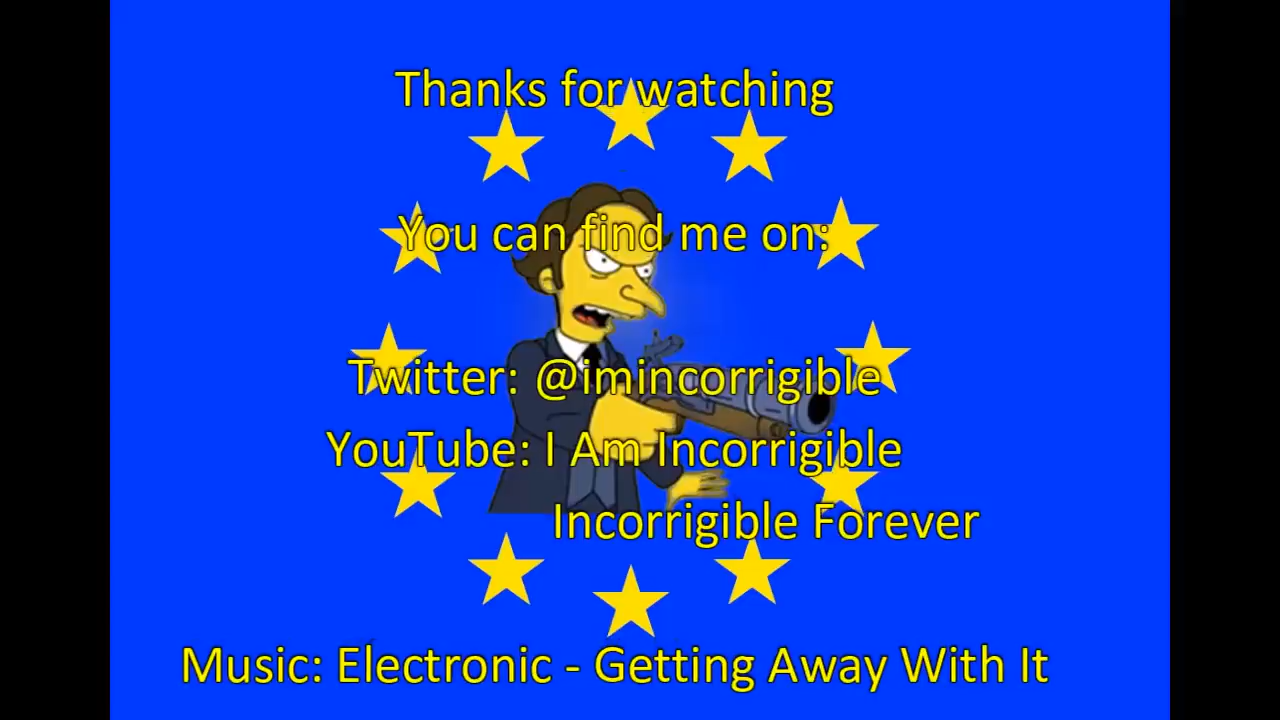 Thanks for watching
You can find me on:
Twitter: @imincorrigible
YouTube: I Am Incorrigible
Incorrigible Forever
Music: Electronic - Getting Away With It